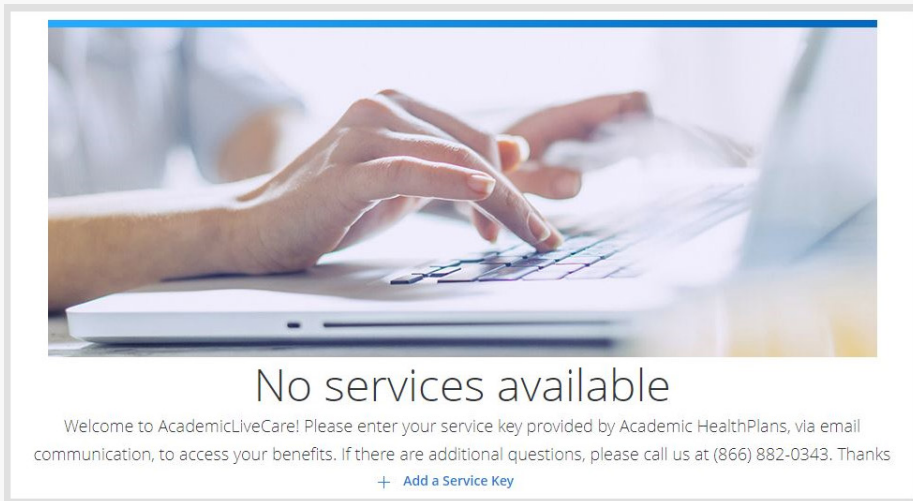 No services available
Welcome to AcademicLiveCare! Please enter your service key provided by Academic HealthPlans, via email
communication, to access your benefits. If there are additional questions, please call us at (866) 882-0343. Thanks
+ Add a Service Key